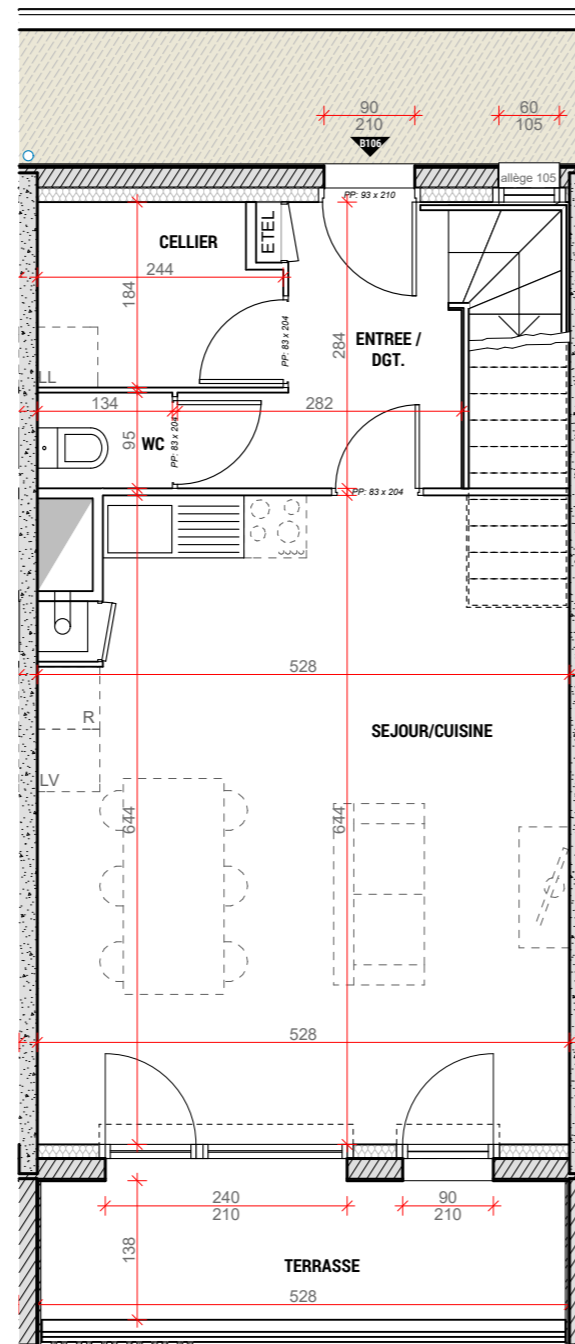 90
210
60
105
B106
allège 105
PP: 93 x 210
ETEL
CELLIER
244
184
PP: 83 x 204
284
ENTREE /
DGT.
LL
134
282
95
WC
PP: 83 x 204
PP: 83 x 204
528
R
SEJOUR/CUISINE
LV
644
644
528
240
210
90
210
138
TERRASSE
528